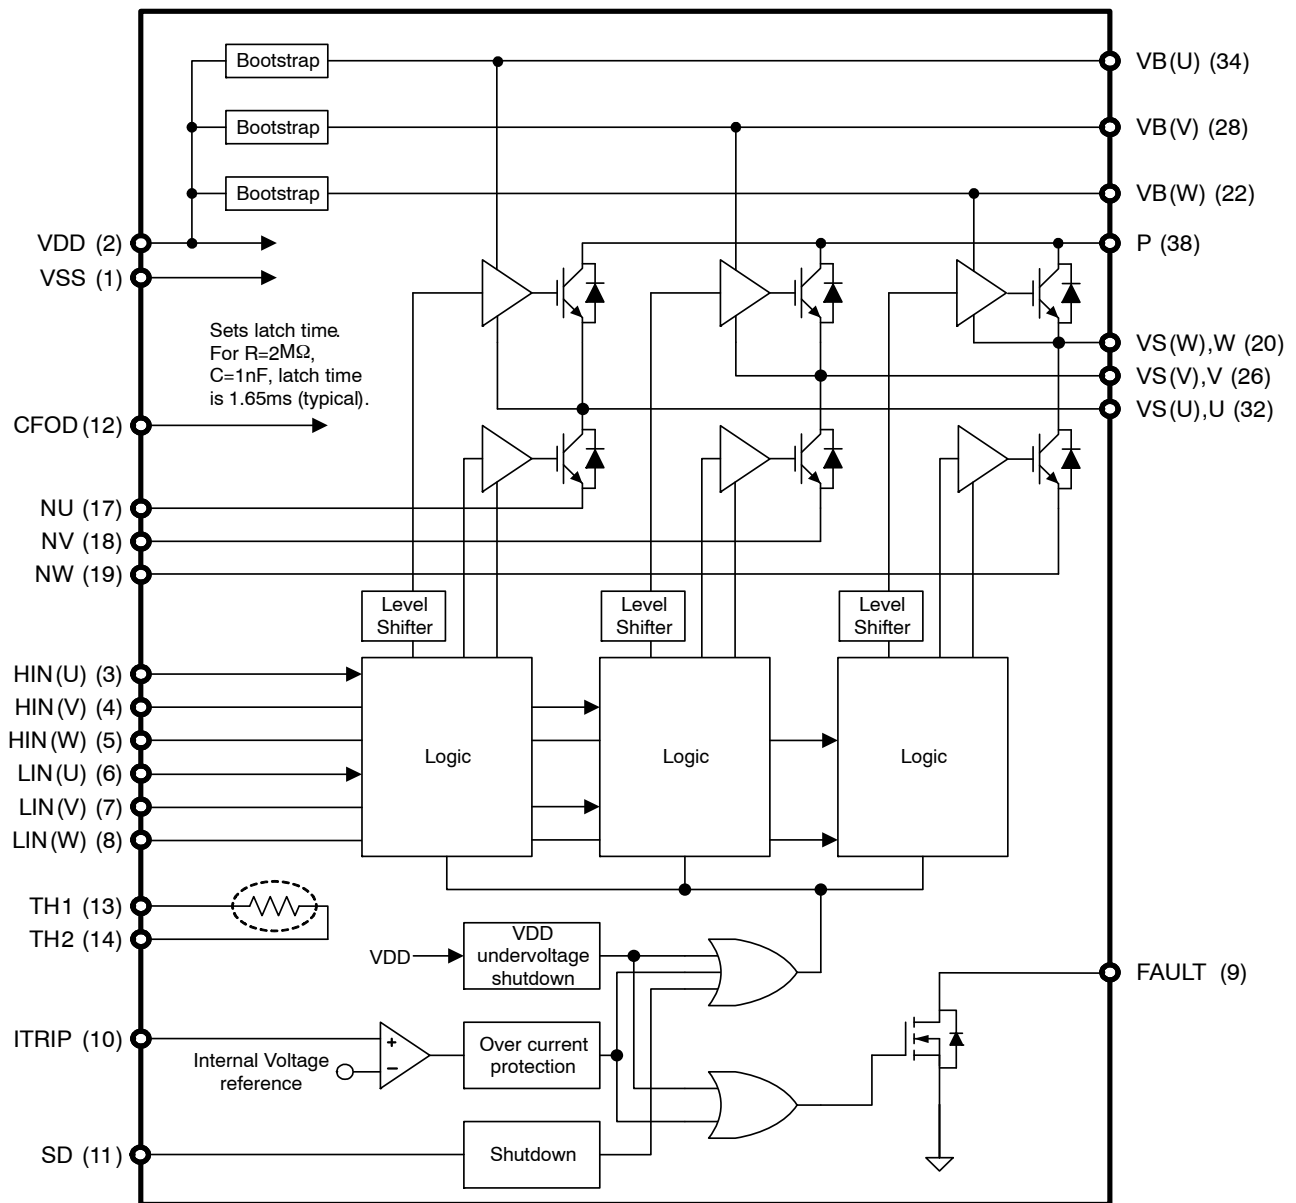 Bootstrap
VB(U) (34)
Bootstrap
VB(V) (28)
Bootstrap
VB(W) (22)
VDD (2)
P (38)
VSS (1)
Sets latch time.
For R=2MΩ,
C=1nF, latch time
is 1.65ms (typical).
VS(W),W (20)
VS(V),V (26)
VS(U),U (32)
CFOD (12)
NU (17)
NV (18)
NW (19)
Level
Shifter
Level
Shifter
Level
Shifter
HIN(U) (3)
HIN(V) (4)
HIN(W) (5)
LIN(U) (6)
LIN(V) (7)
LIN(W) (8)
Logic
Logic
Logic
TH1 (13)
TH2 (14)
VDD
VDD
undervoltage
shutdown
FAULT (9)
ITRIP (10)
+
−
Internal Voltage
reference
Over current
protection
SD (11)
Shutdown